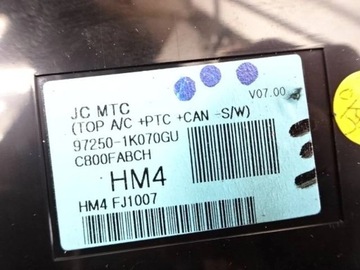 JC MTC
V07.00
(TOP A/C +PTC +CAN -S/W)
97250-1K070GU
C800FABCH
HM4
HM4 FJ1007